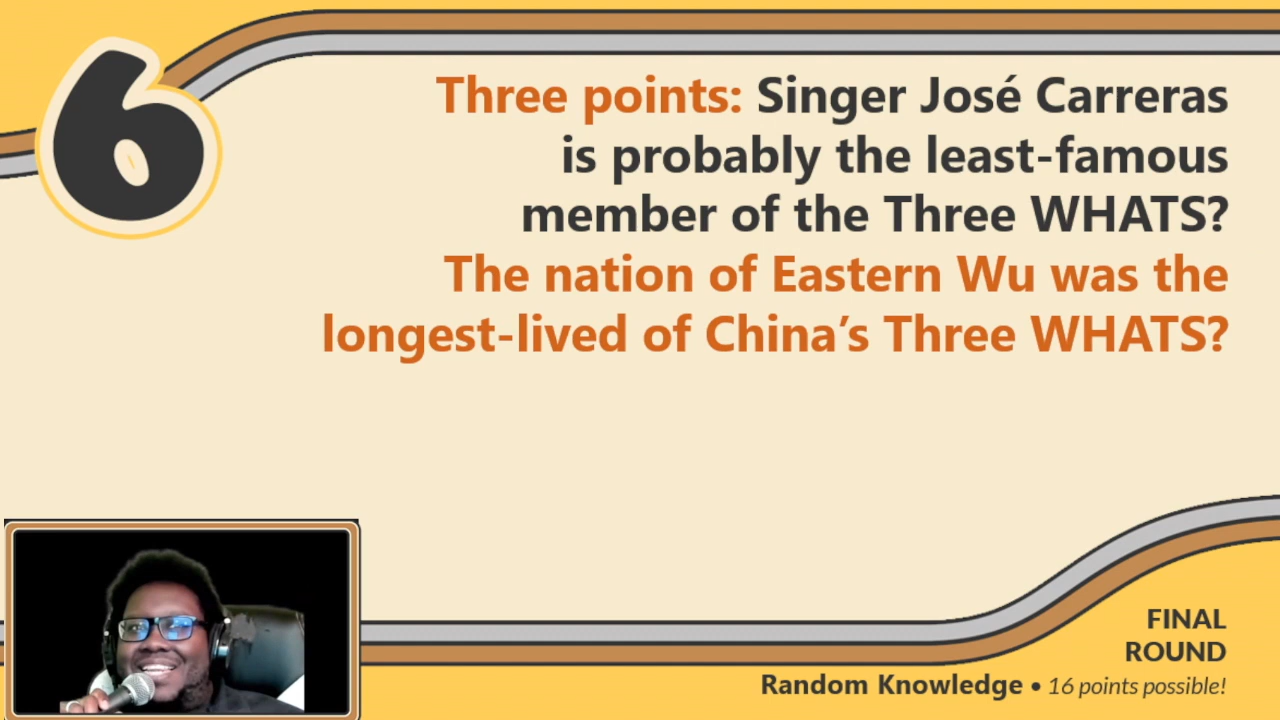 6
Three points: Singer José Carreras
is probably the least-famous
member of the Three WHATS?
The nation of Eastern Wu was the
longest-lived of China’s Three WHATS?
FINAL
ROUND
Random Knowledge • 16 points possible!